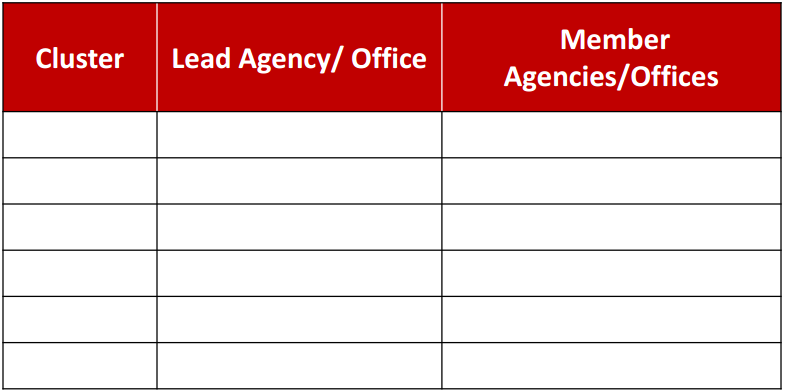 Cluster
Lead Agency/ Office
Member
Agencies/Offices